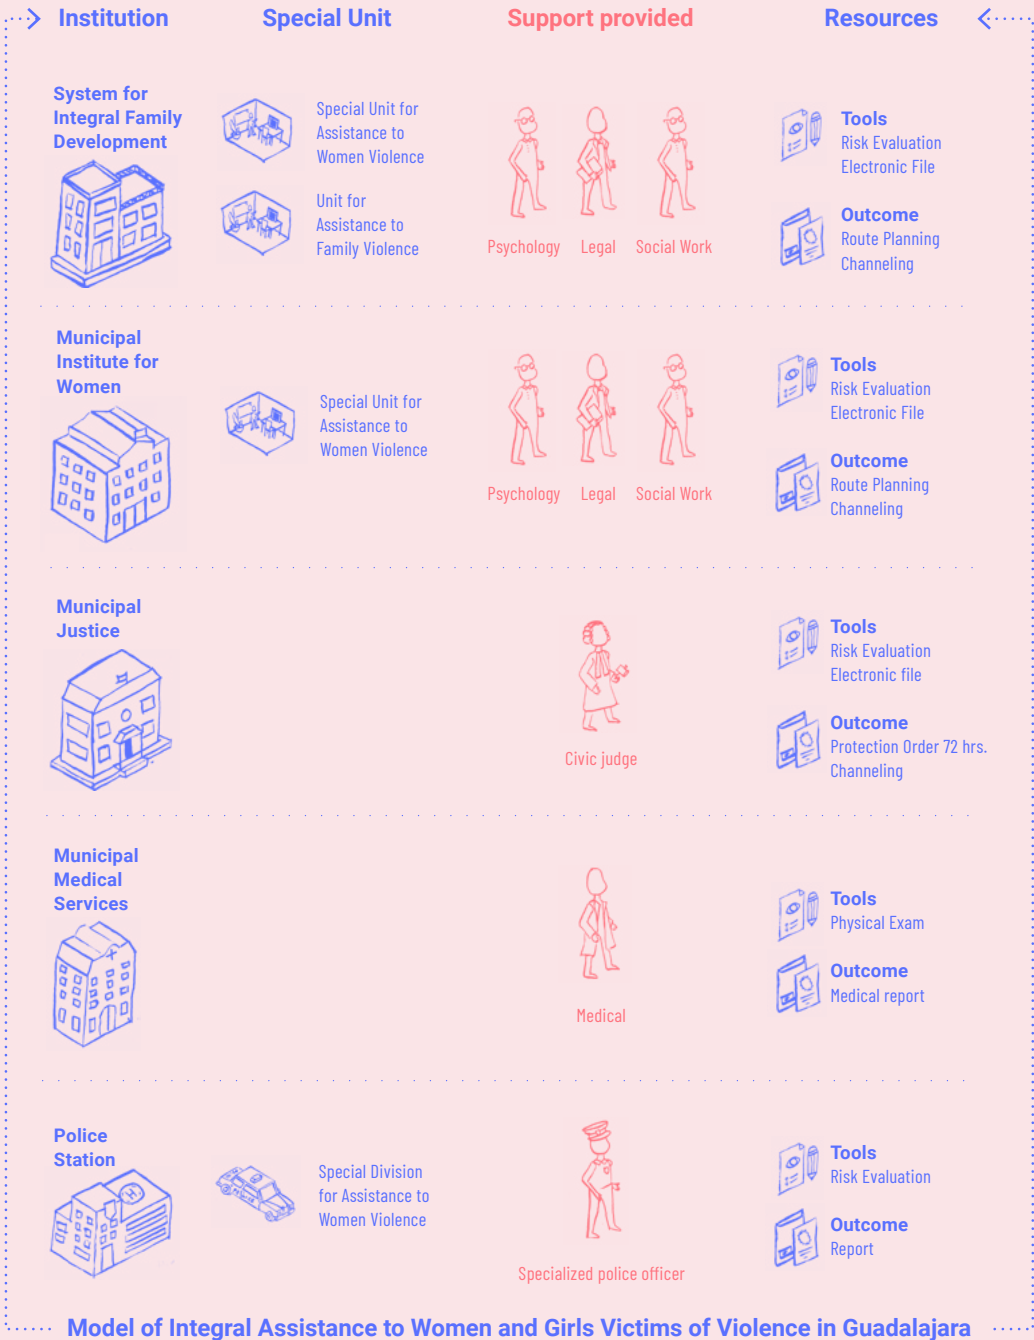 Institution
Special Unit
Support provided
Resources
System for
Integral Family
Development
Special Unit for
Assistance to
Women Violence
Unit for
Assistance to
Family Violence
Psychology
Legal
Social Work
Tools
Risk Evaluation
Electronic File
Outcome
Route Planning
Channeling
Municipal
Institute for
Women
Special Unit for
Assistance to
Women Violence
Psychology
Legal
Social Work
Tools
Risk Evaluation
Electronic File
Outcome
Route Planning
Channeling
Municipal
Justice
Civic judge
Tools
Risk Evaluation
Electronic file
Outcome
Protection Order 72 hrs.
Channeling
Municipal
Medical
Services
Medical
Tools
Physical Exam
Outcome
Medical report
Police
Station
H
Special Division
for Assistance to
Women Violence
Specialized police officer
Tools
Risk Evaluation
Outcome
Report
Model of Integral Assistance to Women and Girls Victims of Violence in Guadalajara